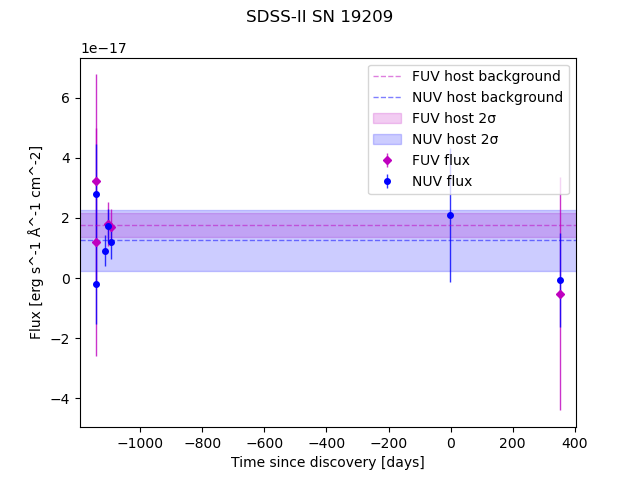 SDSS-II SN 19209
1e−17
FUV host background
NUV host background
FUV host 2σ
NUV host 2σ
FUV flux
NUV flux
6
4
2
0
−2
−4
Flux [erg s^-1 Å^-1 cm^-2]
−1000 −800 −600 −400 −200 0 200 400
Time since discovery [days]